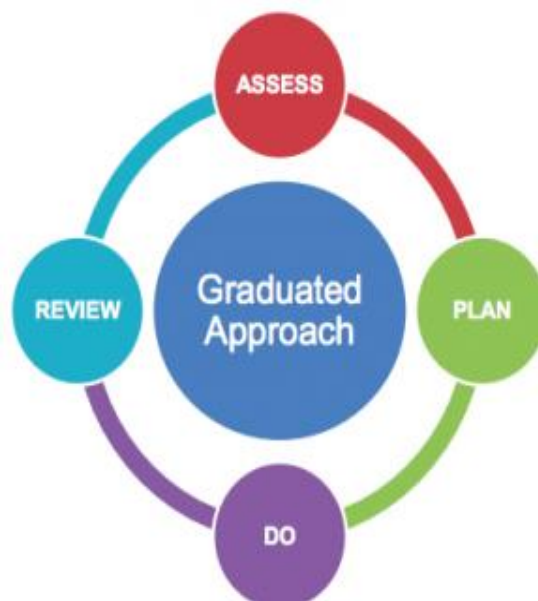 ASSESS
REVIEW
Graduated
Approach
PLAN
DO